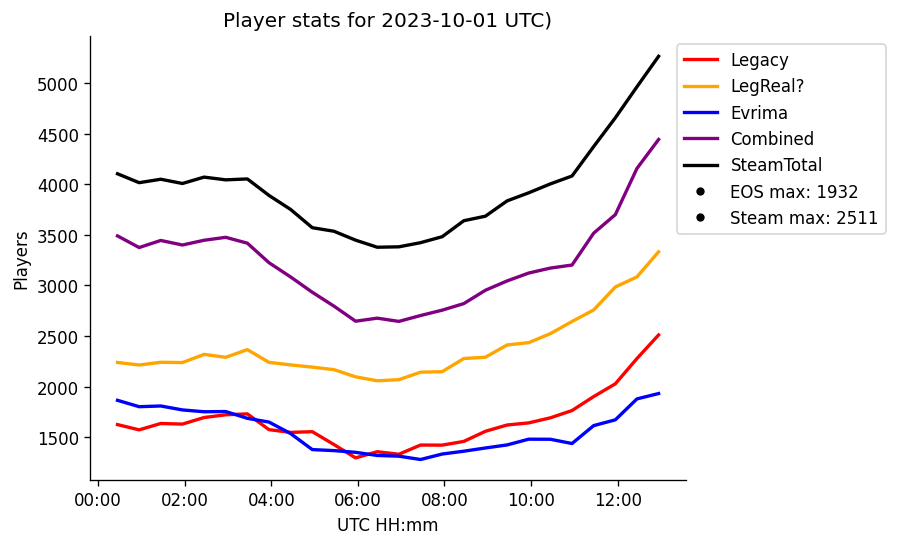 Player stats for 2023-10-01 UTC)
Players
5000
4500
4000
3500
3000
2500
2000
1500
00:00 02:00 04:00 06:00 08:00 10:00 12:00
UTC HH:mm
Legacy
LegReal?
Evrima
Combined
SteamTotal
EOS max: 1932
Steam max: 2511